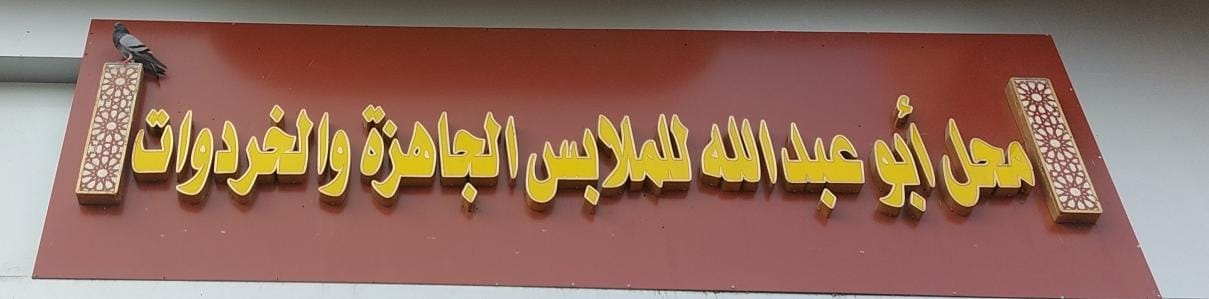 محل أبو عبدالله للملابس الجاهزة والخردوات